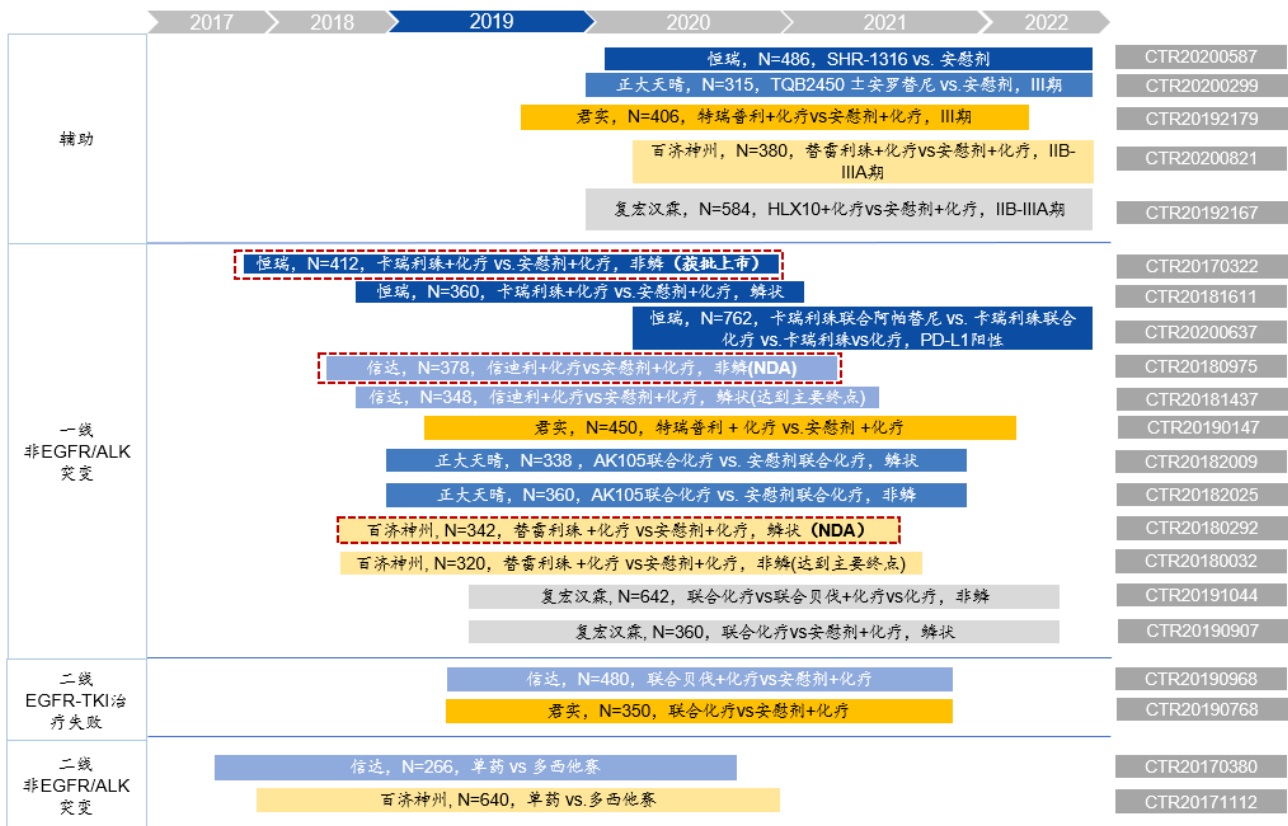 2017 2018 2019 2020 2021 2022
辅助
恒瑞，N=486，SHR-1316 vs. 安慰剂
CTR20200587
正大天晴，N=315，TQB2450 ±安罗替尼 vs.安慰剂，III期
CTR20200299
君实，N=406，特瑞普利+化疗vs安慰剂+化疗，III期
CTR20192179
百济神州，N=380，替雷利珠+化疗vs安慰剂+化疗，IIB-
IIIA期
CTR20200821
复宏汉霖，N=584，HLX10+化疗vs安慰剂+化疗，IIB-IIIA期
CTR20192167
一线
非EGFR/ALK
突变
恒瑞，N=412，卡瑞利珠+化疗 vs.安慰剂+化疗，非鳞（获批上市）
CTR20170322
恒瑞，N=360，卡瑞利珠+化疗 vs.安慰剂+化疗，鳞状
CTR20181611
恒瑞，N=762，卡瑞利珠联合阿帕替尼 vs. 卡瑞利珠联合
化疗 vs.卡瑞利珠vs化疗，PD-L1阳性
CTR20200637
信达，N=378，信迪利+化疗vs安慰剂+化疗，非鳞(NDA)
CTR20180975
信达，N=348，信迪利+化疗vs安慰剂+化疗，鳞状(达到主要终点)
CTR20181437
君实，N=450，特瑞普利 + 化疗 vs.安慰剂 +化疗
CTR20190147
正大天晴，N=338 ，AK105联合化疗 vs. 安慰剂联合化疗，鳞状
CTR20182009
正大天晴，N=360，AK105联合化疗 vs. 安慰剂联合化疗，非鳞
CTR20182025
百济神州, N=342，替雷利珠 +化疗 vs安慰剂+化疗，鳞状（NDA）
CTR20180292
百济神州, N=320，替雷利珠 +化疗 vs安慰剂+化疗，非鳞(达到主要终点)
CTR20180032
复宏汉霖, N=642，联合化疗vs联合贝伐+化疗vs化疗，非鳞
CTR20191044
复宏汉霖, N=360，联合化疗vs安慰剂+化疗，鳞状
CTR20190907
二线
EGFR-TKI治
疗失败
信达，N=480，联合贝伐+化疗vs安慰剂+化疗
CTR20190968
君实，N=350，联合化疗vs安慰剂+化疗
CTR20190768
二线
非EGFR/ALK
突变
信达，N=266，单药 vs 多西他赛
CTR20170380
百济神州, N=640，单药 vs.多西他赛
CTR20171112